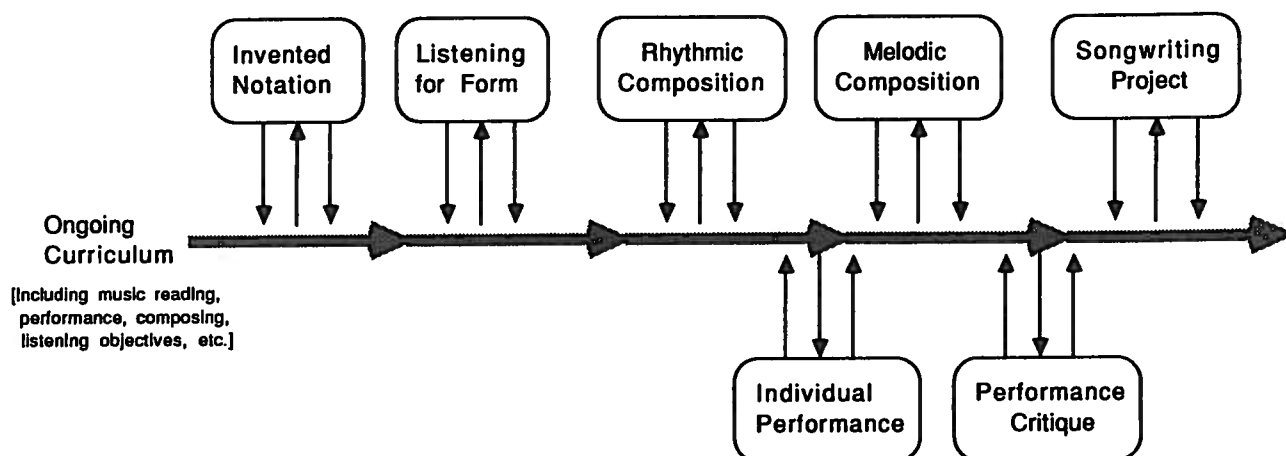 Invented
Notation
Listening
for Form
Rhythmic
Composition
Melodic
Composition
Songwriting
Project
Ongoing
Curriculum
[Including music reading,
performance, composing,
listening objectives, etc.]
Individual
Performance
Performance
Critique